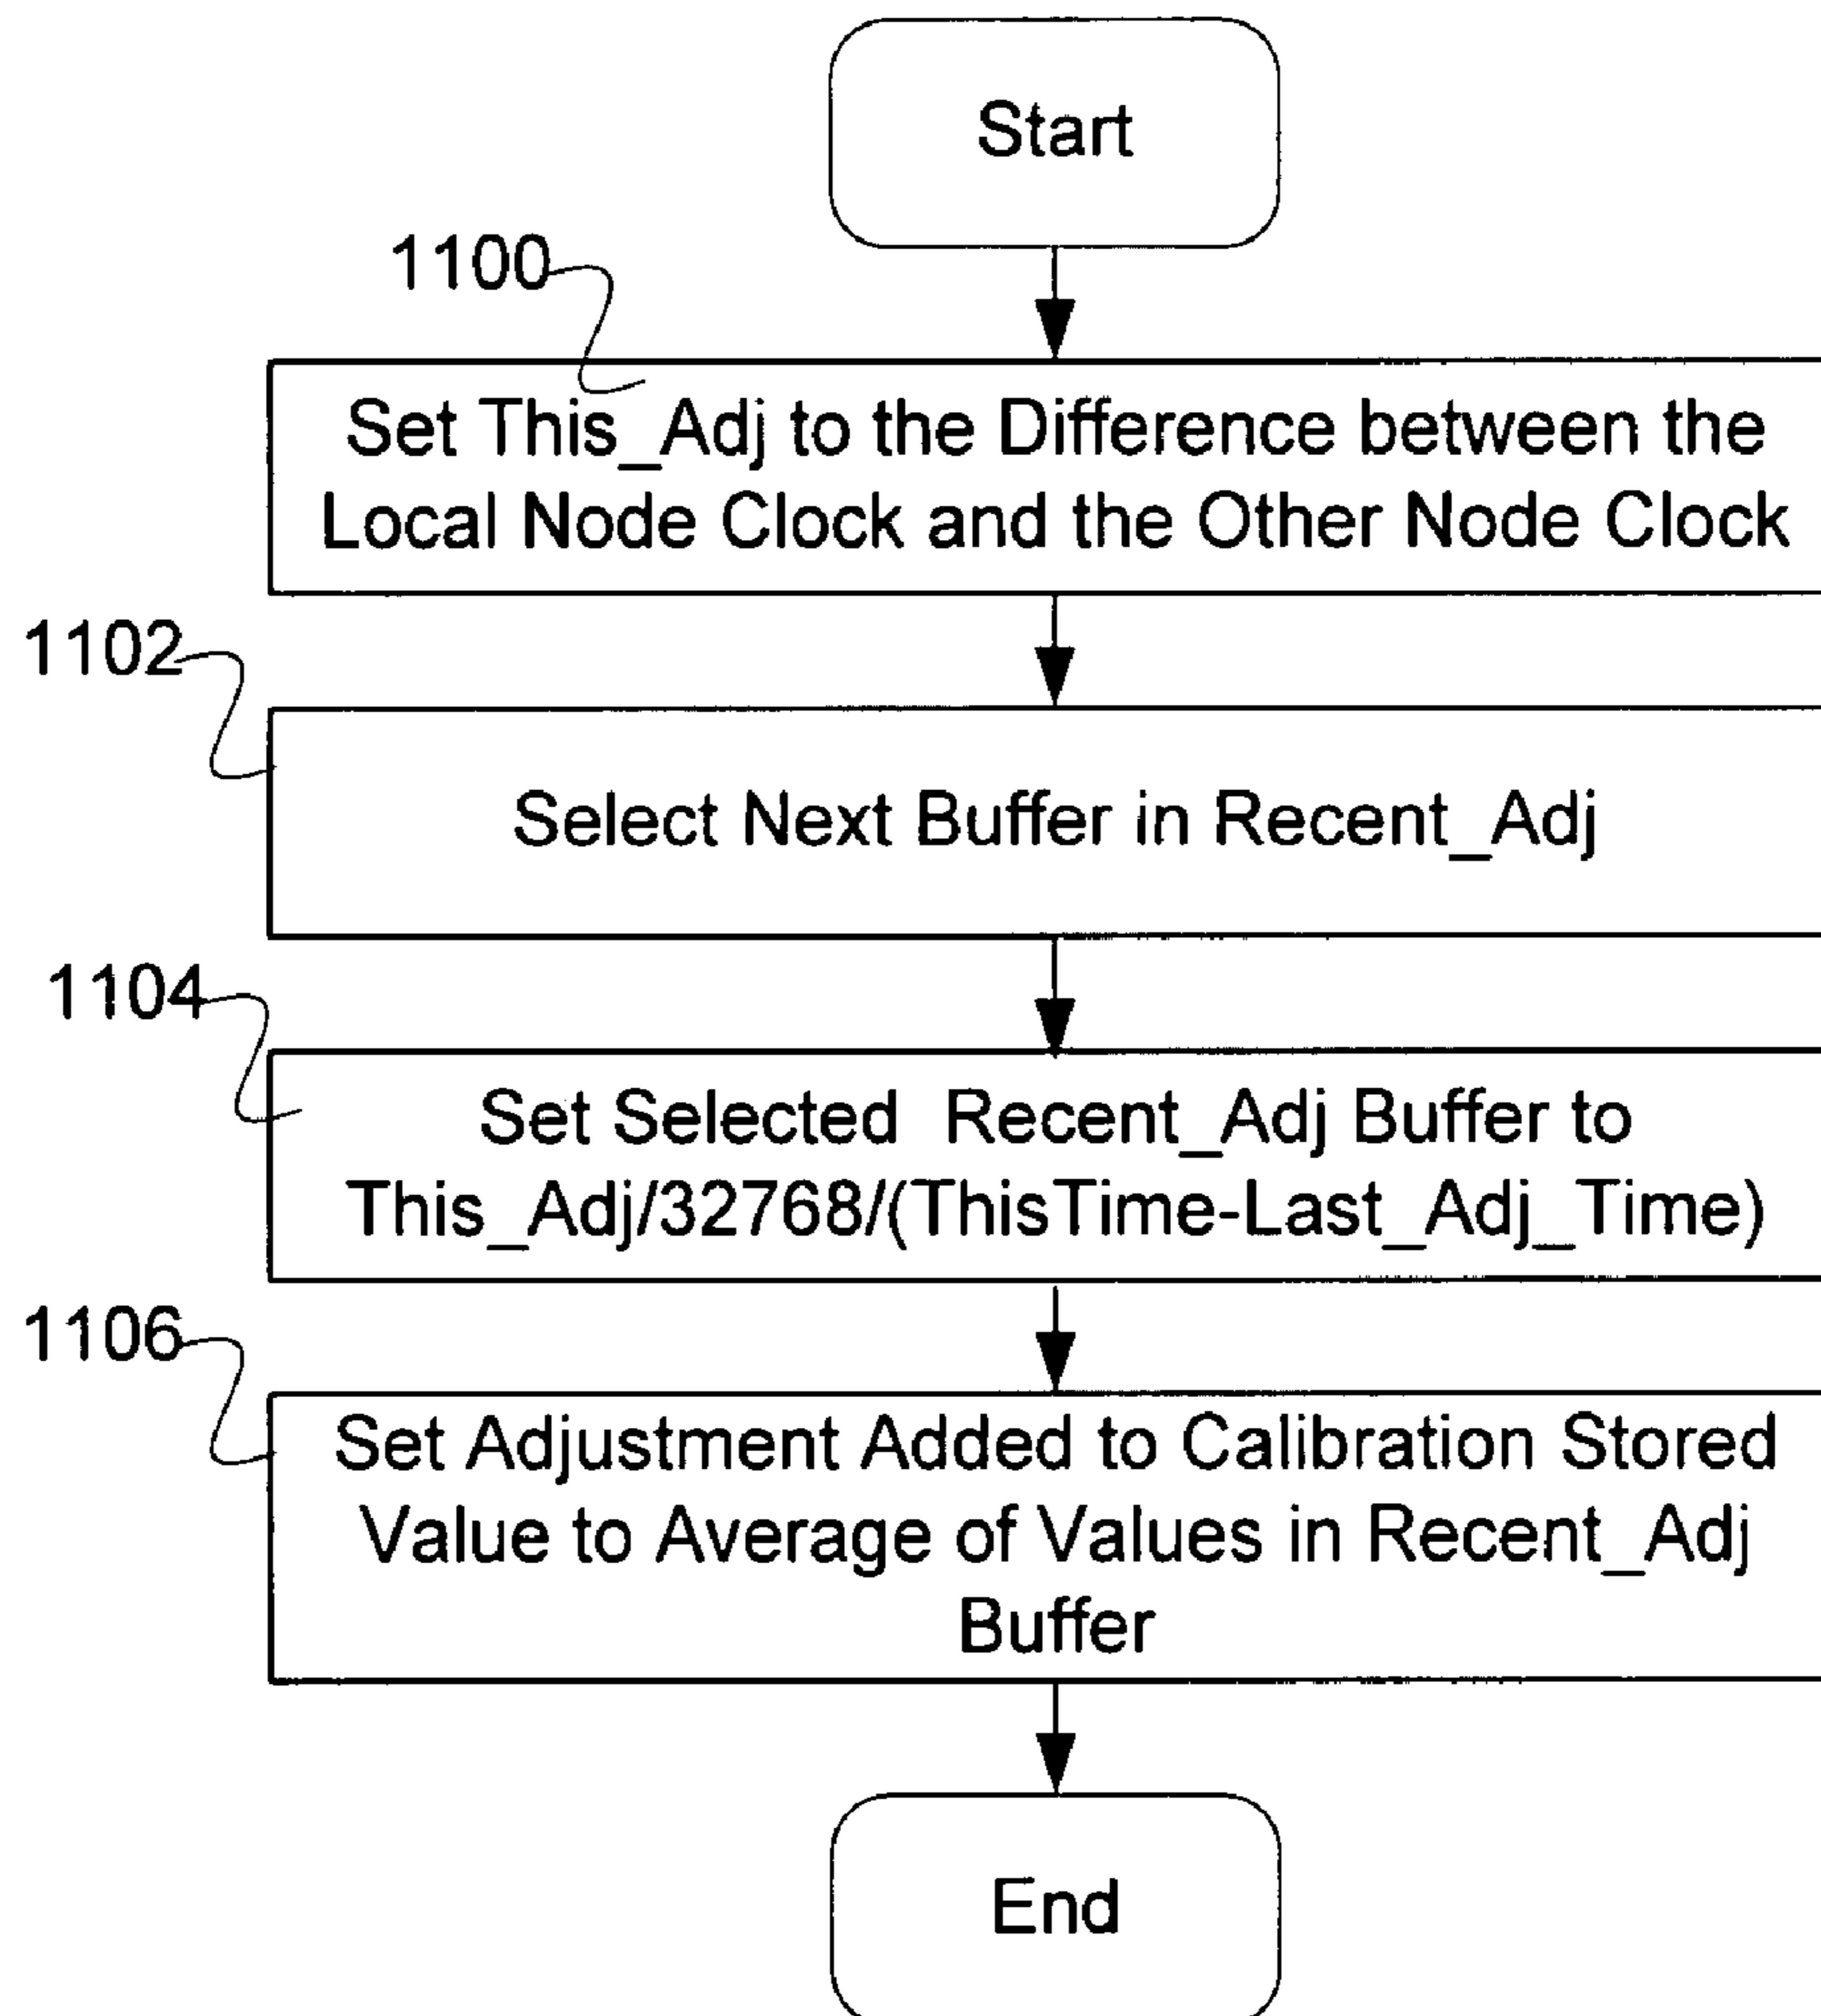 Start
1100
Set This_Adj to the Difference between the
Local Node Clock and the Other Node Clock
1102
Select Next Buffer in Recent_Adj
1104
Set Selected Recent_Adj Buffer to
This_Adj/32768/(ThisTime-Last_Adj_Time)
1106
Set Adjustment Added to Calibration Stored
Value to Average of Values in Recent_Adj
Buffer
End